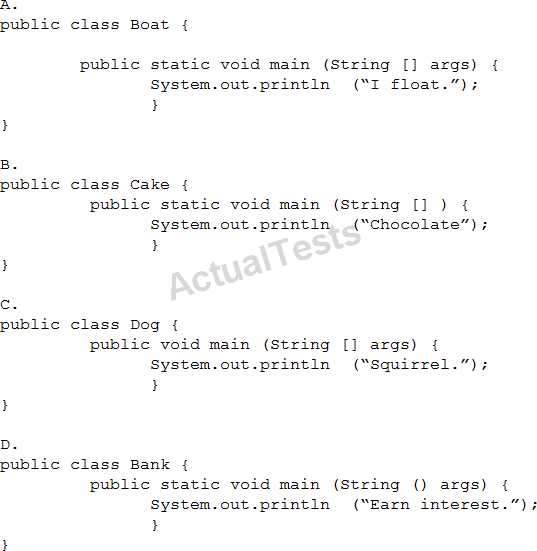 A.
public class Boat {
public static void main (String [] args) {
System.out.println (“I float.”);
}
}
B.
public class Cake {
public static void main (String [] ) {
System.out.println (“Chocolate”);
}
}
ActualTests
C.
public class Dog {
public void main (String [] args) {
System.out.println (“Squirrel.”);
}
}
D.
public class Bank {
public static void main (String () args) {
System.out.println (“Earn interest.”);
}
}